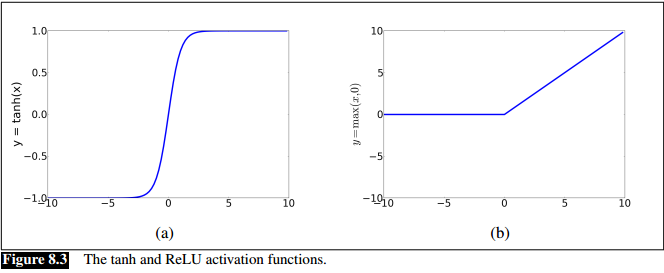 y = tanh(x)
1.0
0.5
0.0
−0.5
−1.0
−10 −5 0 5 10
(a)
y=max(x,0)
10
5
0
−5
−10
−10 −5 0 5 10
(b)
Figure 8.3 The tanh and ReLU activation functions.